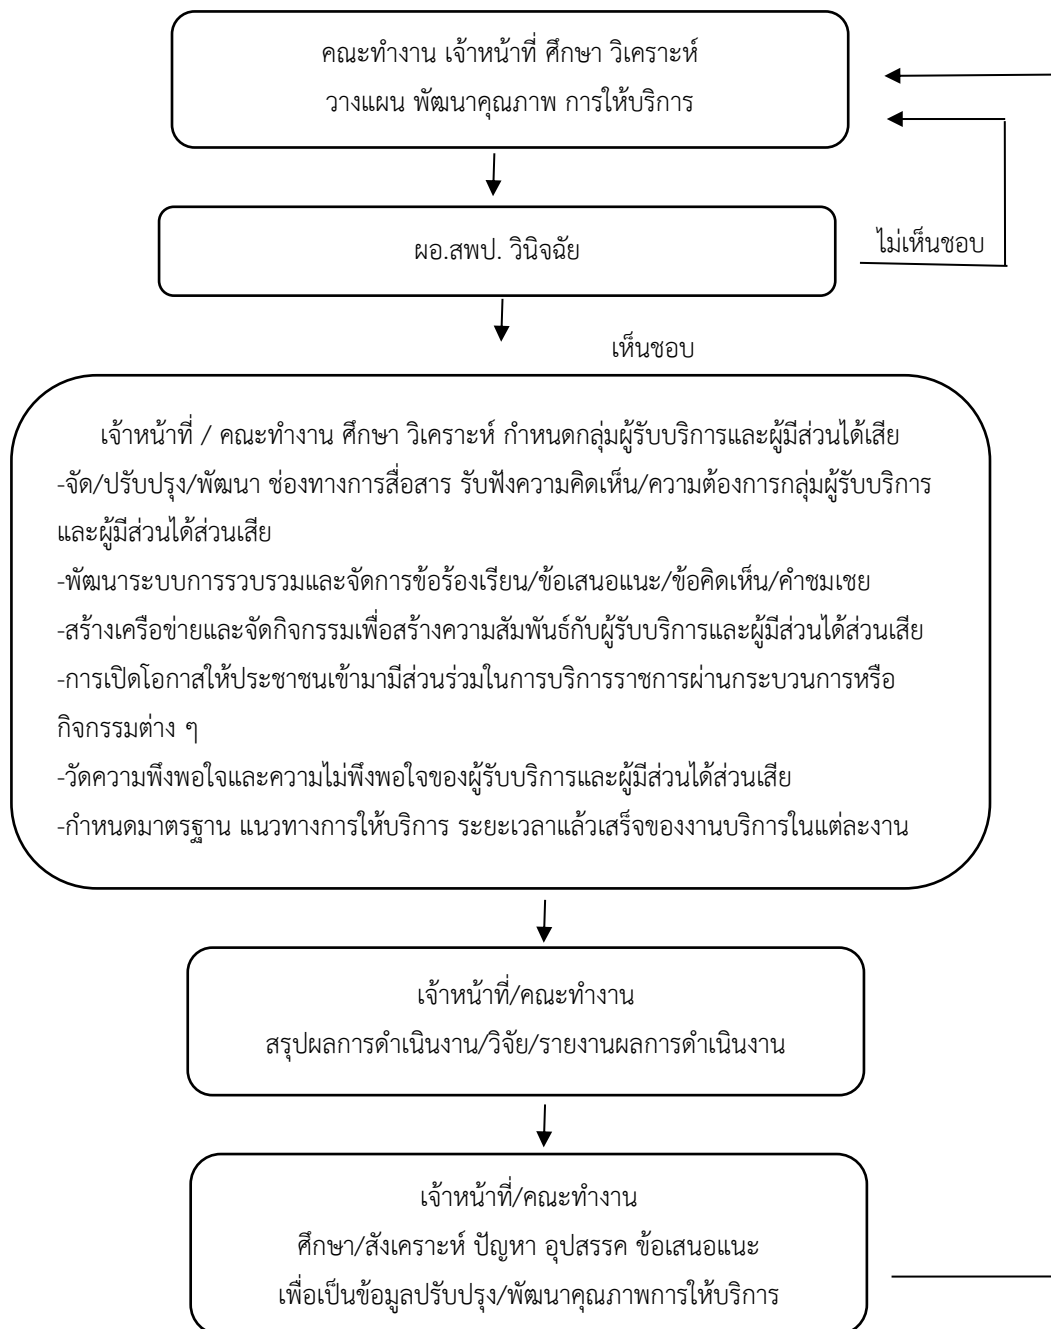 คณะทำงาน เจ้าหน้าที่ ศึกษา วิเคราะห์
วางแผน พัฒนาคุณภาพ การให้บริการ
ผอ.สพป. วินิจฉัย
ไม่เห็นชอบ
เห็นชอบ
เจ้าหน้าที่ / คณะทำงาน ศึกษา วิเคราะห์ กำหนดกลุ่มผู้รับบริการและผู้มีส่วนได้เสีย
-จัด/ปรับปรุง/พัฒนา ช่องทางการสื่อสาร รับฟังความคิดเห็น/ความต้องการกลุ่มผู้รับบริการ
และผู้มีส่วนได้ส่วนเสีย
-พัฒนาระบบการรวบรวมและจัดการข้อร้องเรียน/ข้อเสนอแนะ/ข้อคิดเห็น/คำชมเชย
-สร้างเครือข่ายและจัดกิจกรรมเพื่อสร้างความสัมพันธ์กับผู้รับบริการและผู้มีส่วนได้ส่วนเสีย
-การเปิดโอกาสให้ประชาชนเข้ามามีส่วนร่วมในการบริการราชการผ่านกระบวนการหรือ
กิจกรรมต่าง ๆ
-วัดความพึงพอใจและความไม่พึงพอใจของผู้รับบริการและผู้มีส่วนได้ส่วนเสีย
-กำหนดมาตรฐาน แนวทางการให้บริการ ระยะเวลาแล้วเสร็จของงานบริการในแต่ละงาน
เจ้าหน้าที่/คณะทำงาน
สรุปผลการดำเนินงาน/วิจัย/รายงานผลการดำเนินงาน
เจ้าหน้าที่/คณะทำงาน
ศึกษา/สังเคราะห์ ปัญหา อุปสรรค ข้อเสนอแนะ
เพื่อเป็นข้อมูลปรับปรุง/พัฒนาคุณภาพการให้บริการ